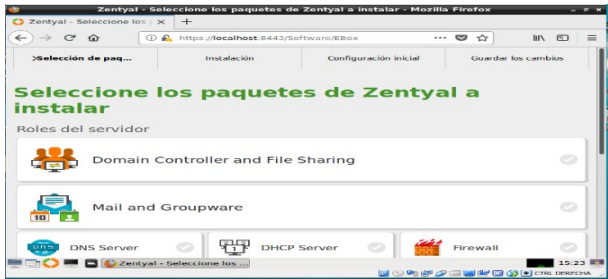 Zentyal - Seleccione los paquetes de Zentyal a instalar - Mozilla Firefox
Zentyal - Seleccione los
https://localhost:8443/Software/EBox
>Selección de paq... Instalación Configuración inicial Guardar los cambios
Seleccione los paquetes de Zentyal a
instalar
Roles del servidor
Domain Controller and File Sharing
Mail and Groupware
DNS Server DHCP Server Firewall
Zentyal - Seleccione los ... 15:23
CTRL DERECHA